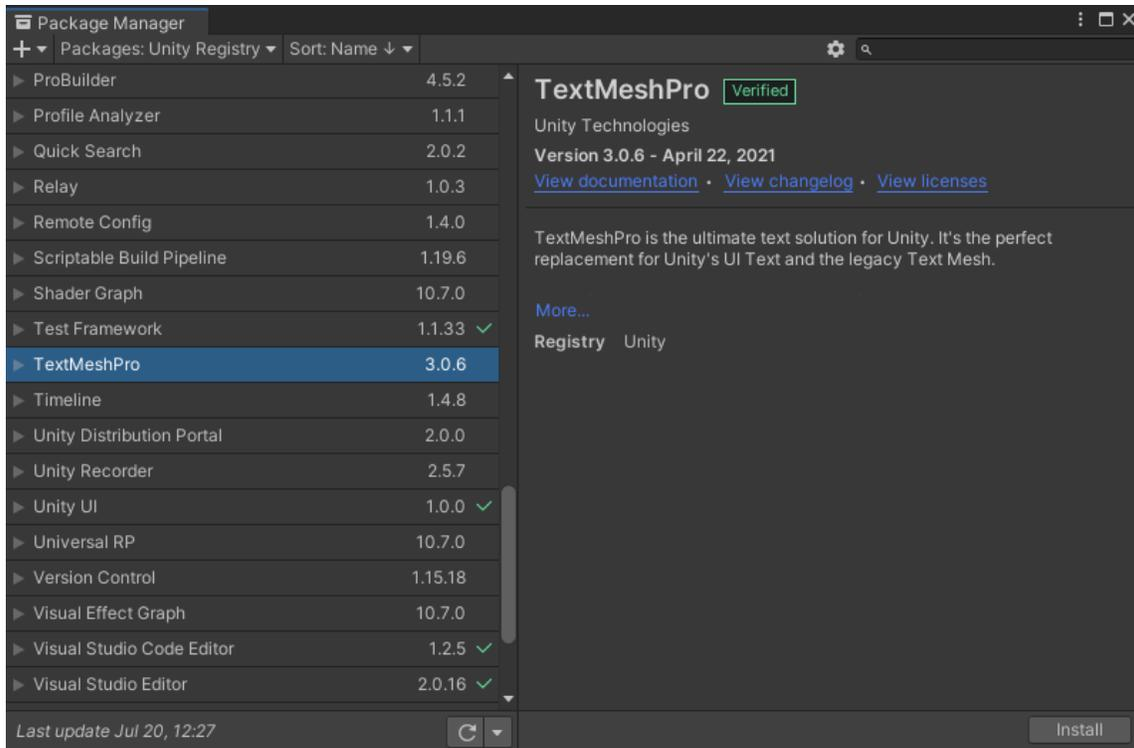 Package Manager
Packages: Unity Registry Sort: Name ↓
ProBuilder 4.5.2
Profile Analyzer 1.1.1
Quick Search 2.0.2
Relay 1.0.3
Remote Config 1.4.0
Scriptable Build Pipeline 1.19.6
Shader Graph 10.7.0
Test Framework 1.1.33 ✓
TextMeshPro 3.0.6
Timeline 1.4.8
Unity Distribution Portal 2.0.0
Unity Recorder 2.5.7
Unity UI 1.0.0 ✓
Universal RP 10.7.0
Version Control 1.15.18
Visual Effect Graph 10.7.0
Visual Studio Code Editor 1.2.5 ✓
Visual Studio Editor 2.0.16 ✓
Last update Jul 20, 12:27
TextMeshPro Verified
Unity Technologies
Version 3.0.6 - April 22, 2021
View documentation • View changelog • View licenses
TextMeshPro is the ultimate text solution for Unity. It's the perfect
replacement for Unity's UI Text and the legacy Text Mesh.
More...
Registry Unity
Install